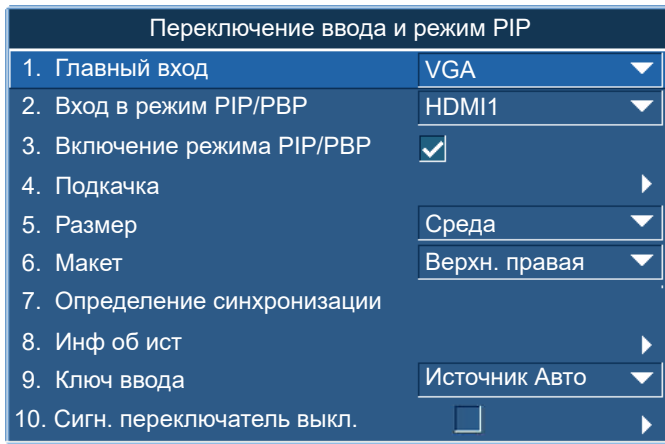 Переключение ввода и режим PIP
1. Главный вход VGA
2. Вход в режим PIP/PBP HDMI1
3. Включение режима PIP/PBP
4. Подкачка
5. Размер Среда
6. Макет Верхн. правая
7. Определение синхронизации
8. Инф об ист
9. Ключ ввода Источник Авто
10. Сигн. переключатель выкл.